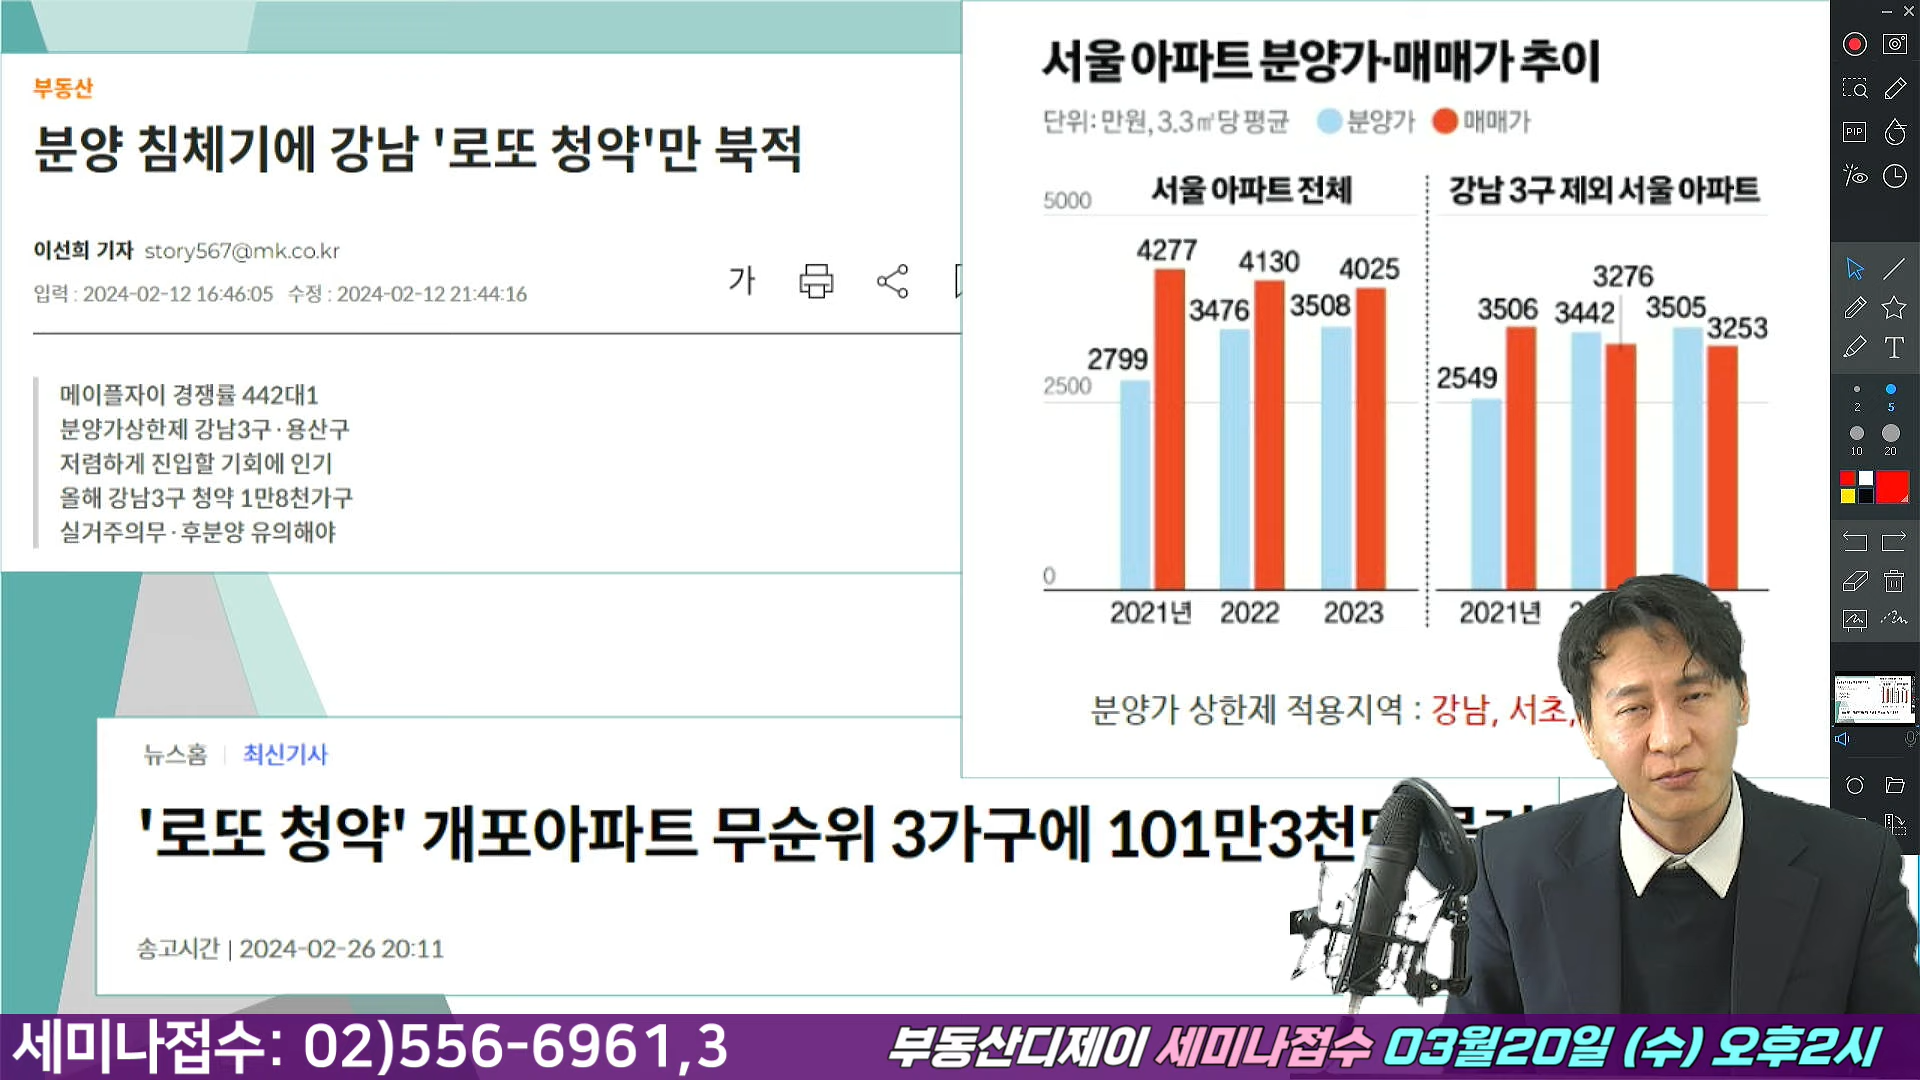 부동산
분양 침체기에 강남 '로또 청약'만 북적
이선희 기자 story567@mk.co.kr
입력 : 2024-02-12 16:46:05 수정 : 2024-02-12 21:44:16
가
메이플자이 경쟁률 442대1
분양가상한제 강남3구·용산구
저렴하게 진입할 기회에 인기
올해 강남3구 청약 1만8천가구
실거주의무·후분양 유의해야
서울 아파트 분양가·매매가 추이
단위: 만원, 3.3㎡당 평균 분양가 매매가
서울 아파트 전체
강남 3구 제외 서울 아파트
5000
2500
0
2799
4277
3476
4130
3508
4025
2549
3506
3442
3276
3505
3253
2021년 2022 2023
2021년
분양가 상한제 적용지역 : 강남, 서초,
뉴스홈 최신기사
'로또 청약' 개포아파트 무순위 3가구에 101만3천
송고시간 | 2024-02-26 20:11
PIP
T
2 5
10 20
세미나접수: 02)556-6961,3
부동산디제이 세미나접수 03월20일 (수) 오후2시